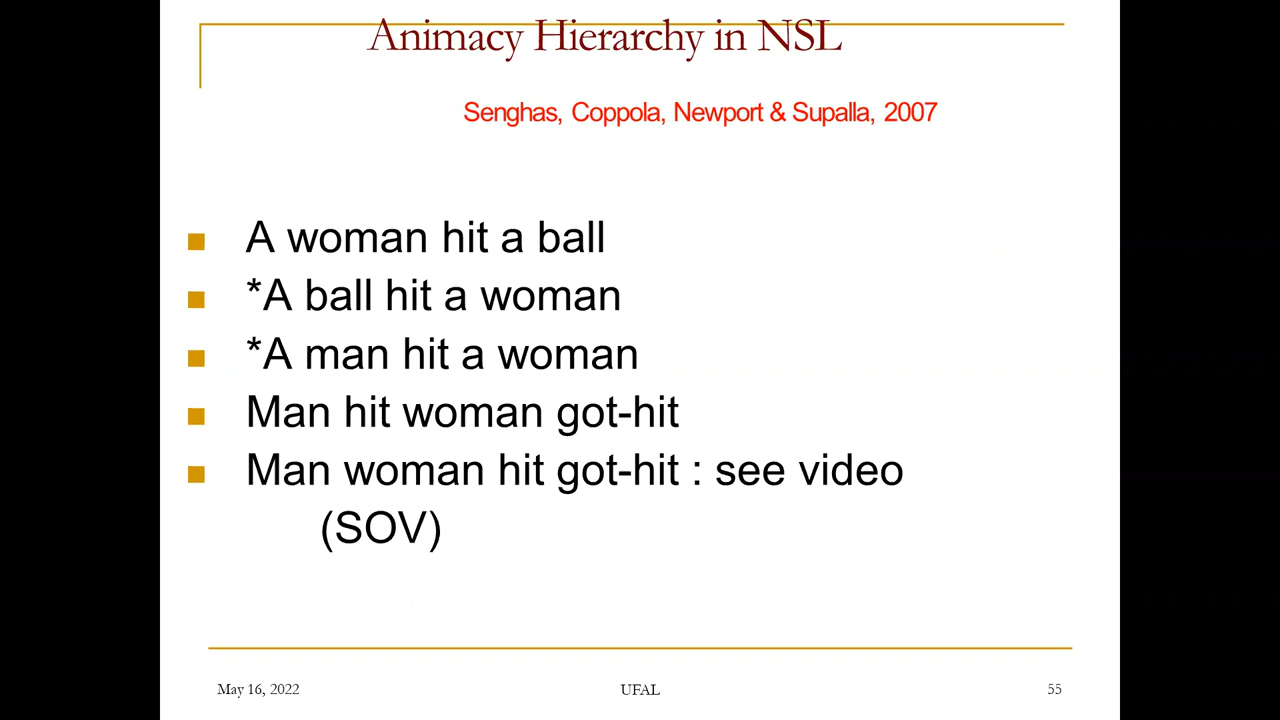 Animacy Hierarchy in NSL
Senghas, Coppola, Newport & Supalla, 2007
A woman hit a ball
*A ball hit a woman
*A man hit a woman
Man hit woman got-hit
Man woman hit got-hit : see video
(SOV)
May 16, 2022
UFAL
55